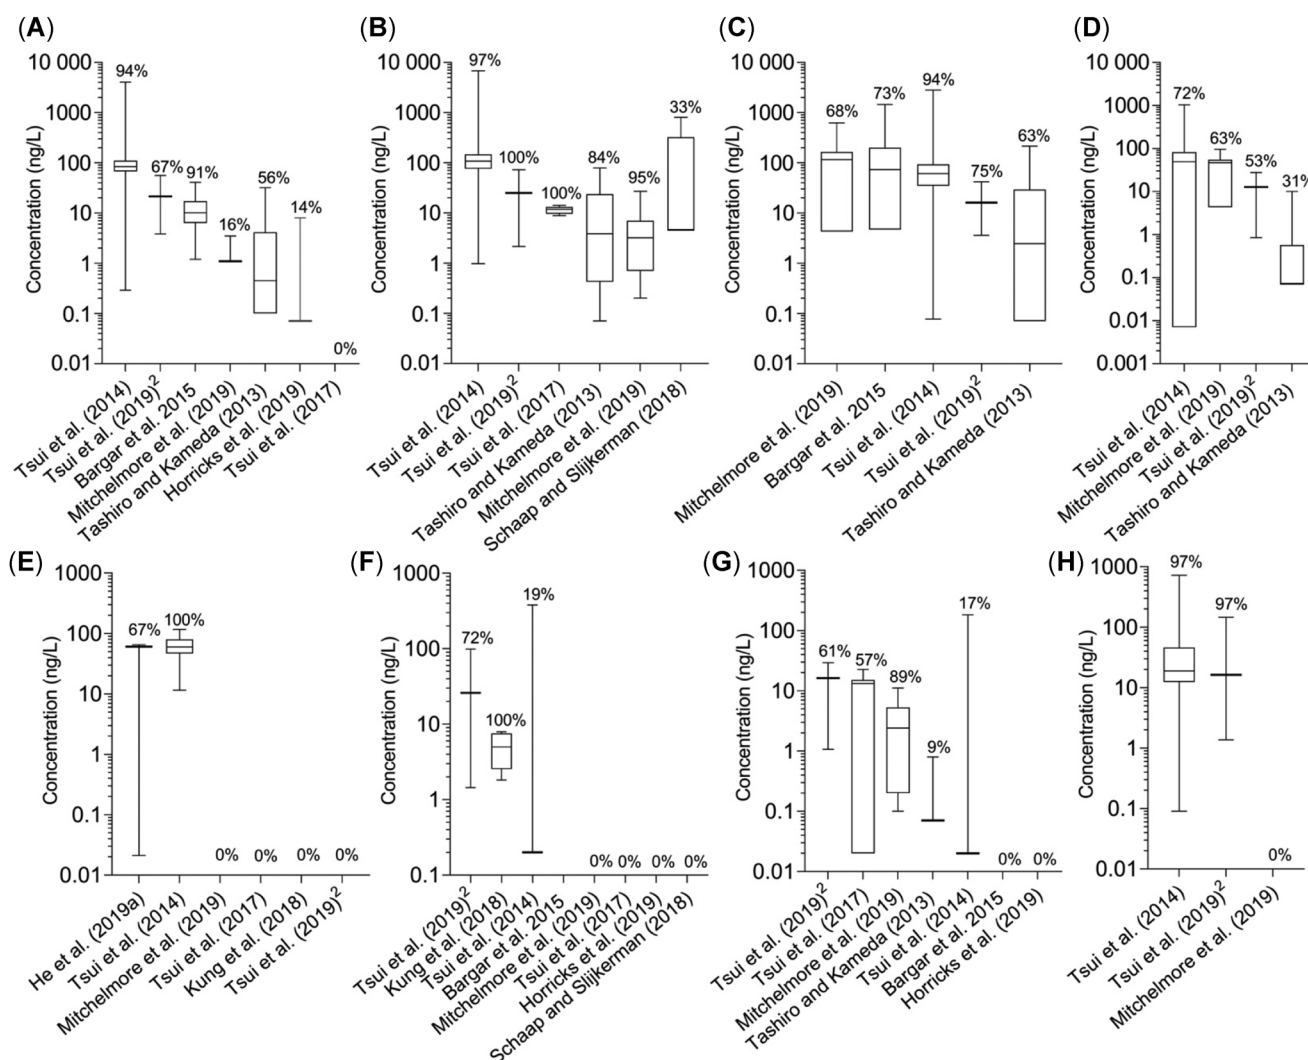 (A)
Concentration (ng/L)
10 000
1000
100
10
1
0.1
0.01
94%
67%
91%
16%
56%
14%
0%
Tsui et al. (2014)
Tsui et al. (2019)²
Bargar et al. 2015
Mitchelmore et al. (2019)
Tashiro and Kameda (2013)
Horricks et al. (2019)
Tsui et al. (2017)
(B)
Concentration (ng/L)
10 000
1000
100
10
1
0.1
0.01
97%
100%
100%
84%
95%
33%
Tsui et al. (2014)
Tsui et al. (2019)²
Tsui et al. (2017)
Tashiro and Kameda (2013)
Mitchelmore et al. (2019)
Schaap and Slijkerman (2018)
(C)
Concentration (ng/L)
10 000
1000
100
10
1
0.1
0.01
68%
73%
94%
75%
63%
Mitchelmore et al. (2019)
Bargar et al. 2015
Tsui et al. (2014)
Tsui et al. (2019)²
Tashiro and Kameda (2013)
(D)
Concentration (ng/L)
10 000
1000
100
10
1
0.1
0.01
0.001
72%
63%
53%
31%
Tsui et al. (2014)
Mitchelmore et al. (2019)
Tsui et al. (2019)²
Tashiro and Kameda (2013)
(E)
Concentration (ng/L)
1000
100
10
1
0.1
0.01
67%
100%
0%
0%
0%
0%
He et al. (2019a)
Tsui et al. (2014)
Mitchelmore et al. (2019)
Tsui et al. (2017)
Kung et al. (2018)
Tsui et al. (2019)²
(F)
Concentration (ng/L)
1000
100
10
1
0.1
72%
100%
19%
0%
0%
0%
0%
Tsui et al. (2019)²
Kung et al. (2018)
Tsui et al. (2014)
Bargar et al. 2015
Mitchelmore et al. (2019)
Tsui et al. (2017)
Horricks et al. (2019)
Schaap and Slijkerman (2018)
(G)
Concentration (ng/L)
1000
100
10
1
0.1
0.01
61%
57%
89%
9%
17%
0%
0%
Tsui et al. (2019)²
Tsui et al. (2017)
Mitchelmore et al. (2019)
Tashiro and Kameda (2013)
Tsui et al. (2014)
Bargar et al. 2015
Horricks et al. (2019)
(H)
Concentration (ng/L)
1000
100
10
1
0.1
0.01
97%
97%
0%
Tsui et al. (2014)
Tsui et al. (2019)²
Mitchelmore et al. (2019)